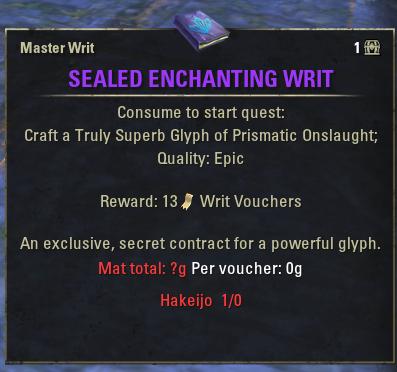 Master Writ 1
SEALED ENCHANTING WRIT
Consume to start quest:
Craft a Truly Superb Glyph of Prismatic Onslaught;
Quality: Epic
Reward: 13 Writ Vouchers
An exclusive, secret contract for a powerful glyph.
Mat total: ?g Per voucher: 0g
Hakeijo 1/0